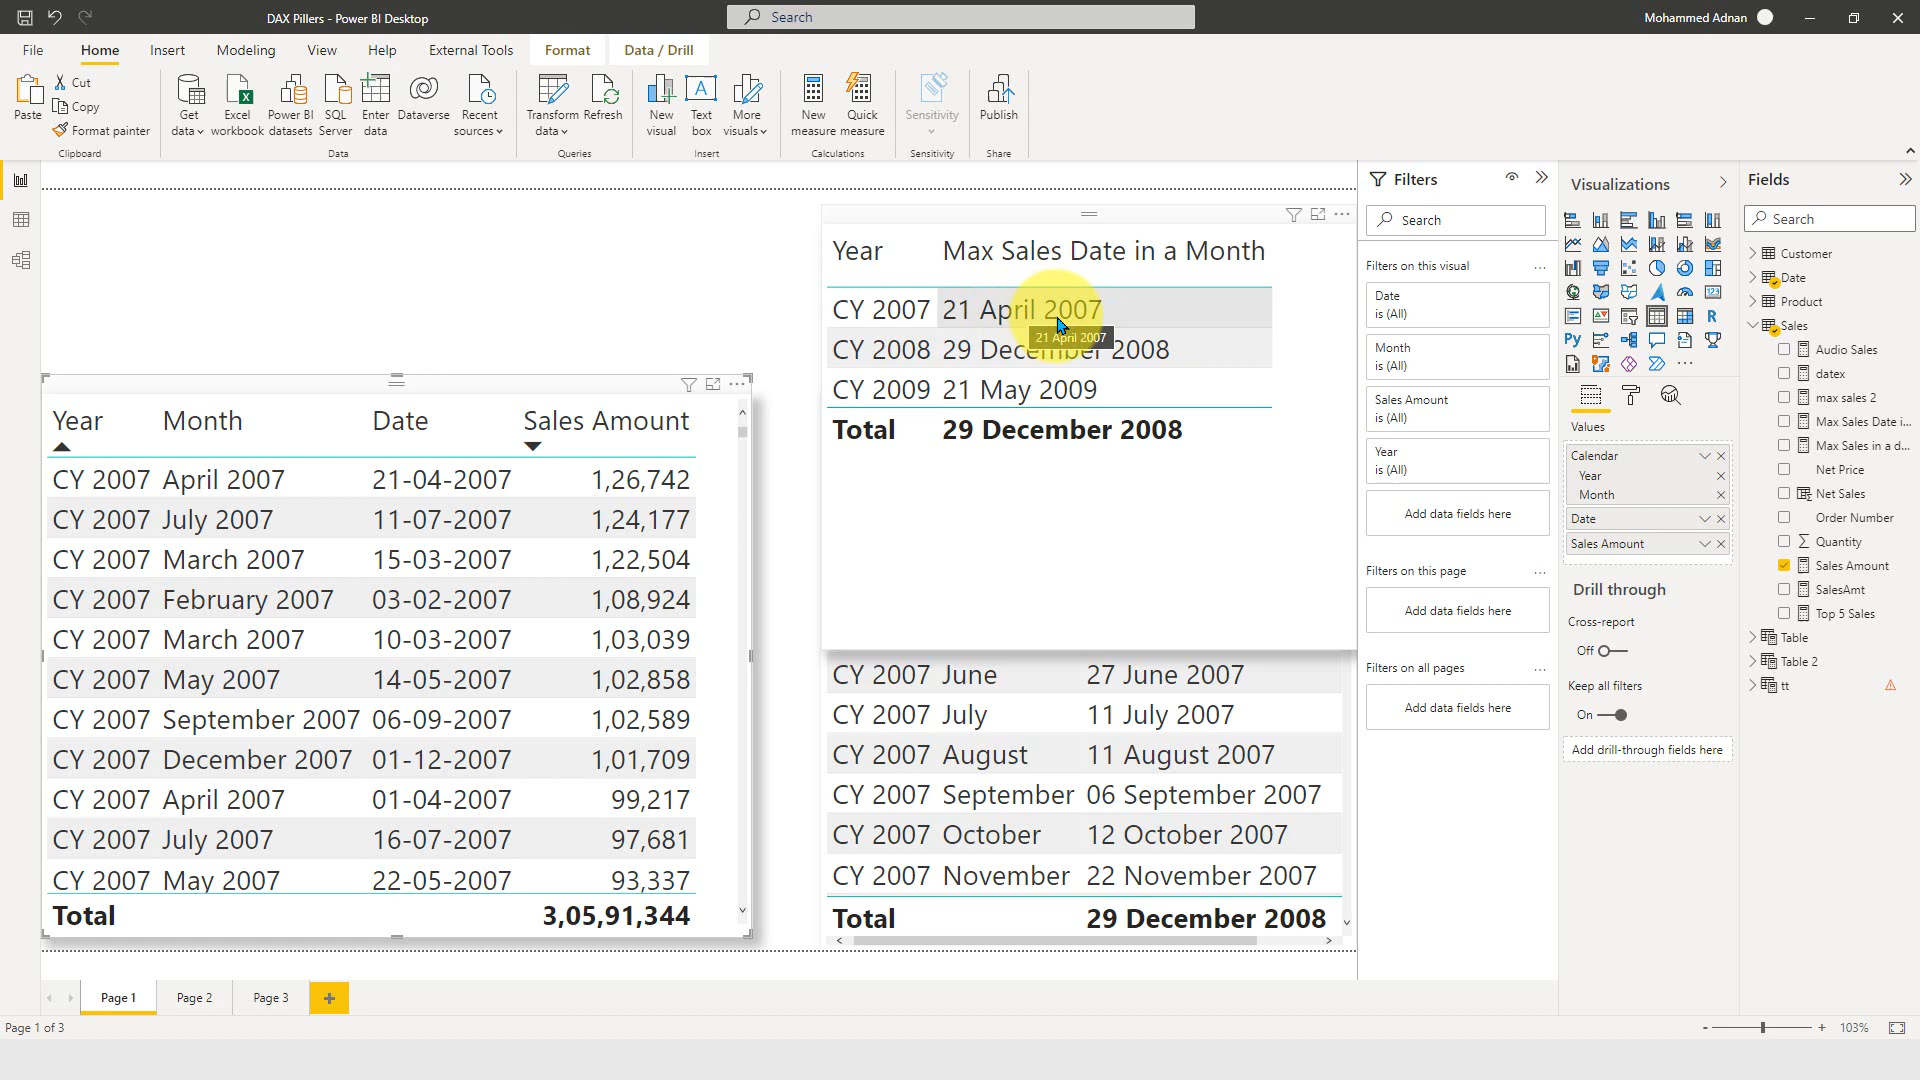 DAX Pillers - Power BI Desktop
Search
Mohammed Adnan
File Home Insert Modeling View Help External Tools Format Data / Drill
Paste
Cut
Copy
Format painter
Clipboard
Get data
Excel workbook
Power BI datasets
SQL Server
Enter data
Dataverse
Recent sources
Data
Transform data
Refresh
Queries
New visual
Text box
More visuals
Insert
New measure
Quick measure
Calculations
Sensitivity
Sensitivity
Publish
Share
Year Month Date Sales Amount
CY 2007 April 2007 21-04-2007 1,26,742
CY 2007 July 2007 11-07-2007 1,24,177
CY 2007 March 2007 15-03-2007 1,22,504
CY 2007 February 2007 03-02-2007 1,08,924
CY 2007 March 2007 10-03-2007 1,03,039
CY 2007 May 2007 14-05-2007 1,02,858
CY 2007 September 2007 06-09-2007 1,02,589
CY 2007 December 2007 01-12-2007 1,01,709
CY 2007 April 2007 01-04-2007 99,217
CY 2007 July 2007 16-07-2007 97,681
CY 2007 May 2007 22-05-2007 93,337
Total 3,05,91,344
Year Max Sales Date in a Month
CY 2007 21 April 2007
21 April 2007
CY 2008 29 December 2008
CY 2009 21 May 2009
Total 29 December 2008
CY 2007 June 27 June 2007
CY 2007 July 11 July 2007
CY 2007 August 11 August 2007
CY 2007 September 06 September 2007
CY 2007 October 12 October 2007
CY 2007 November 22 November 2007
Total 29 December 2008
Filters
Search
Filters on this visual ...
Date
is (All)
Month
is (All)
Sales Amount
is (All)
Year
is (All)
Add data fields here
Filters on this page ...
Add data fields here
Filters on all pages ...
Add data fields here
Visualizations
R
Py
123
...
Values
Calendar
Year
Month
Date
Sales Amount
Drill through
Cross-report
Off
Keep all filters
On
Add drill-through fields here
Fields
Search
Customer
Date
Product
Sales
Audio Sales
datex
max sales 2
Max Sales Date i...
Max Sales in a d...
Net Price
Net Sales
Order Number
Quantity
Sales Amount
SalesAmt
Top 5 Sales
Table
Table 2
tt
Page 1 Page 2 Page 3 +
Page 1 of 3
- + 103%